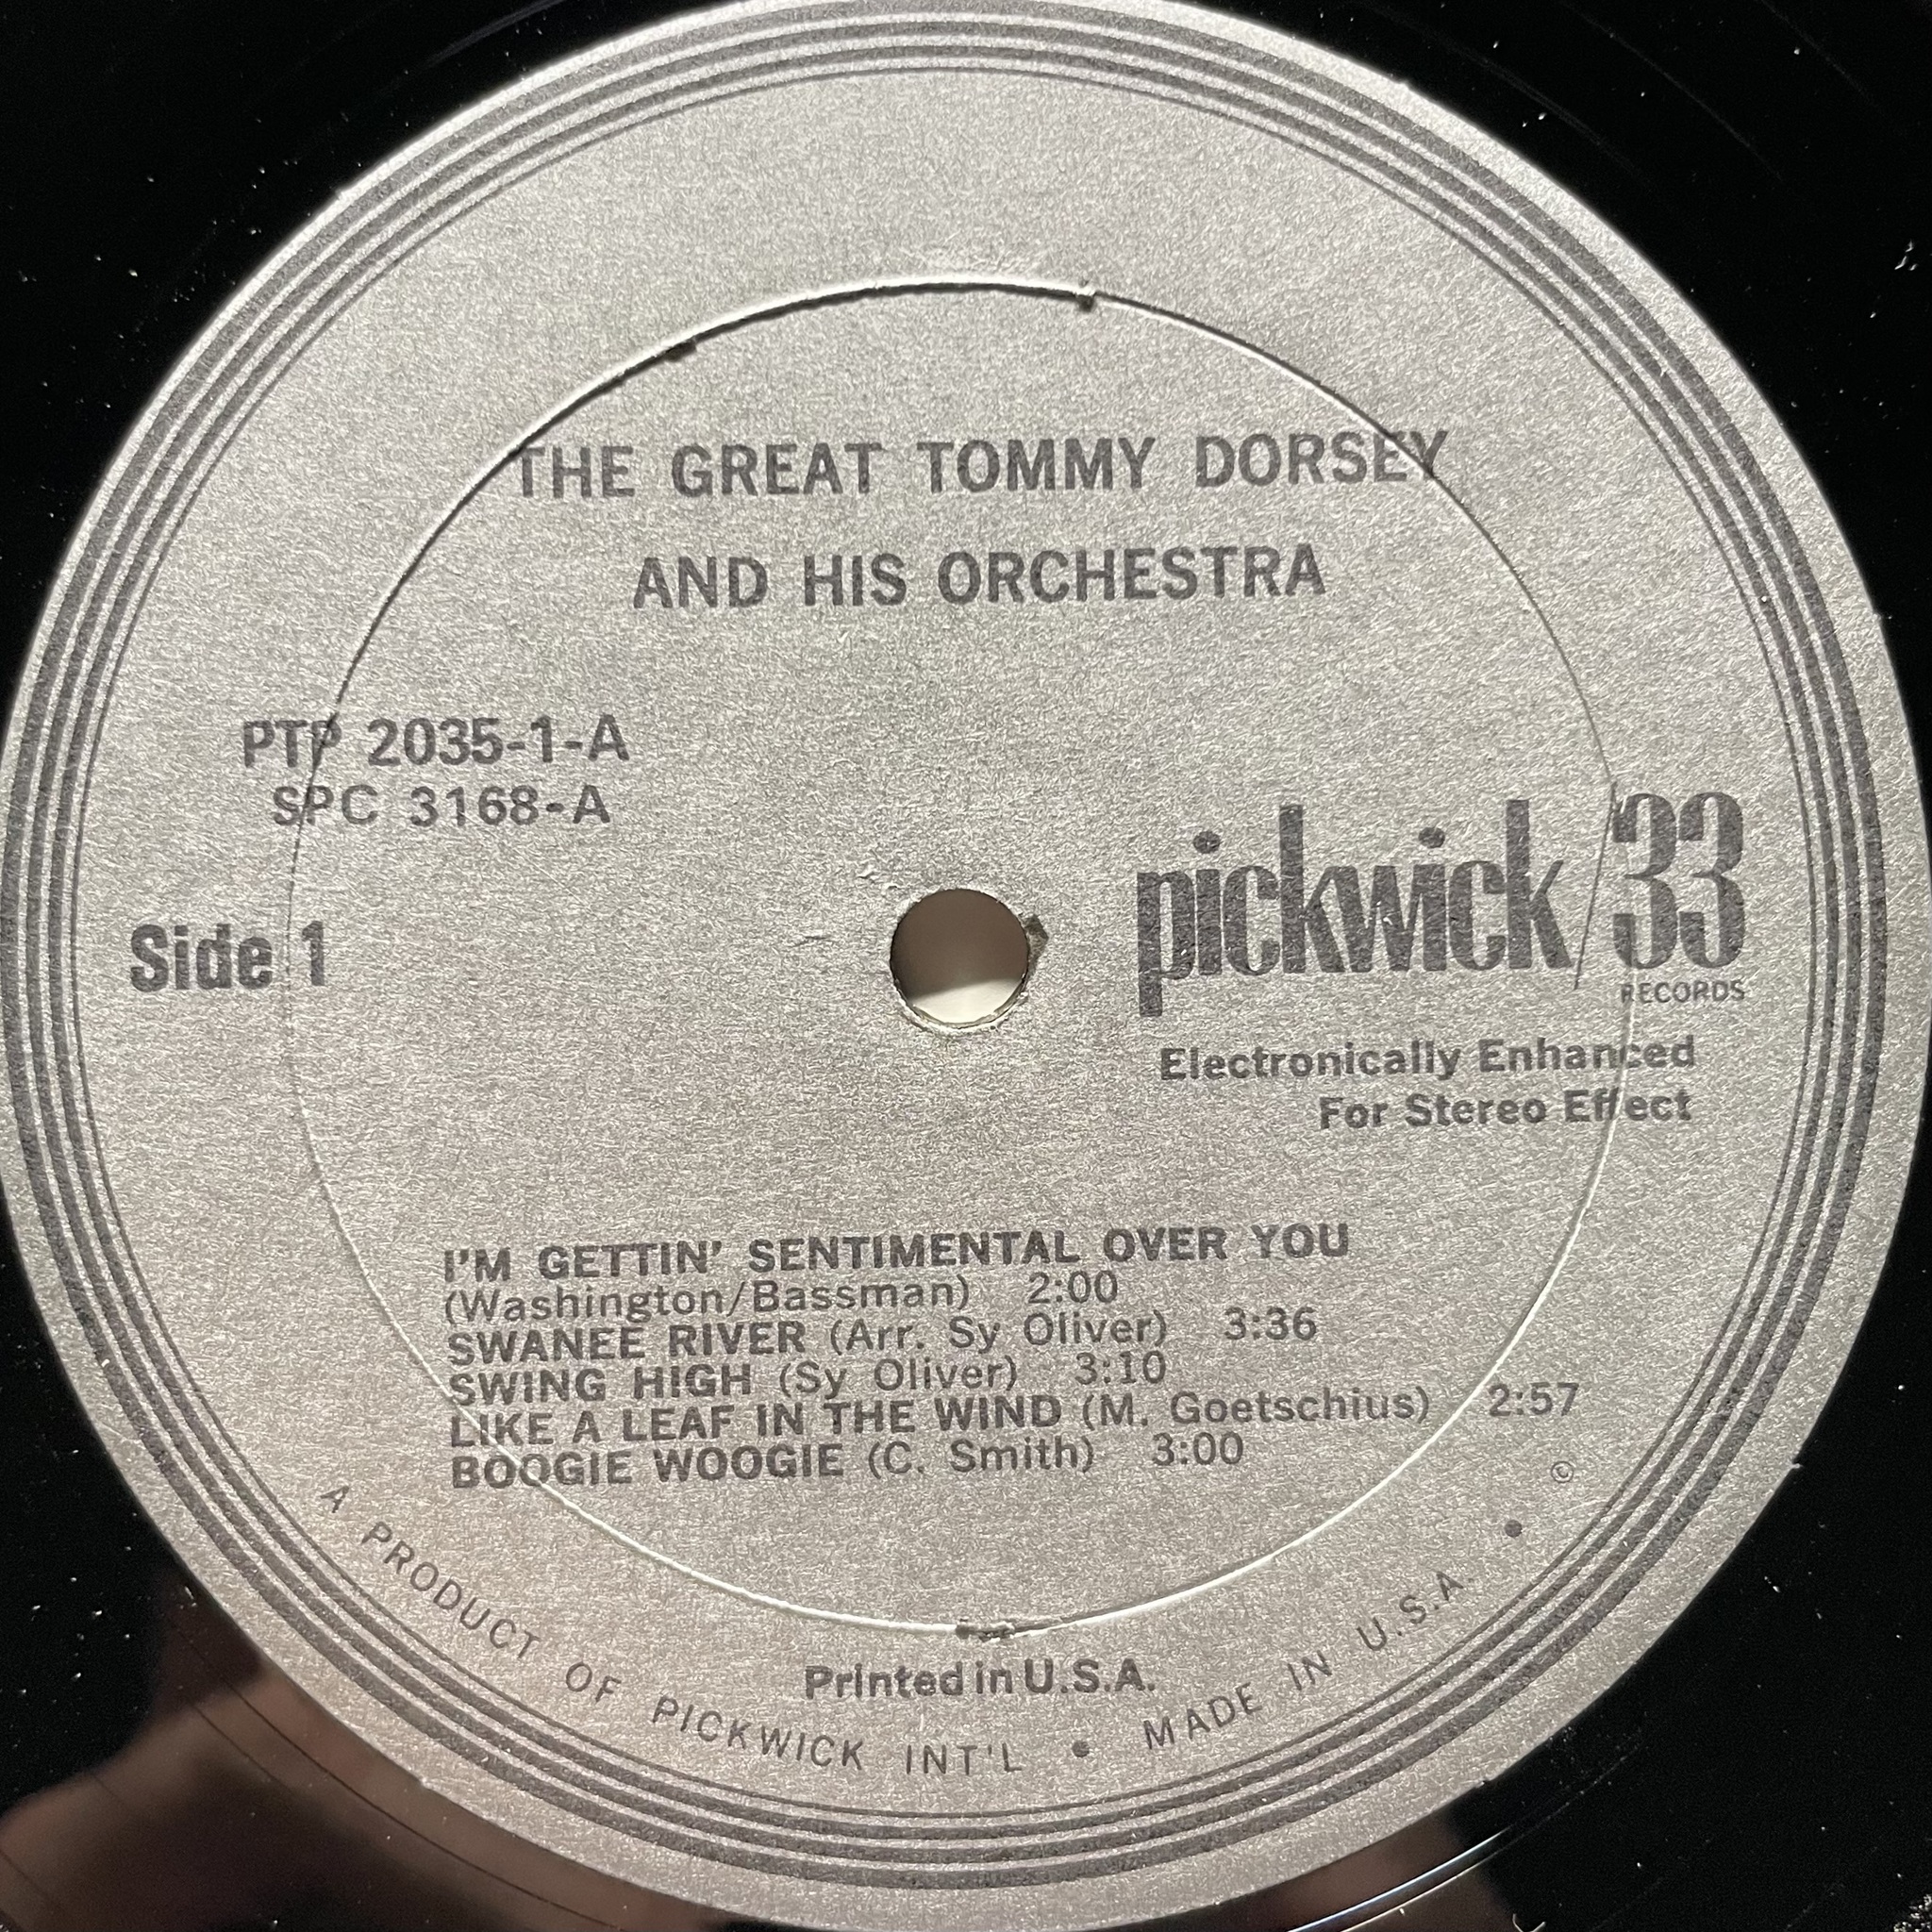 THE GREAT TOMMY DORSEY
AND HIS ORCHESTRA
PTP 2035-1-A
SPC 3168-A
Side 1
pickwick/33
RECORDS
Electronically Enhanced
For Stereo Effect
I'M GETTIN' SENTIMENTAL OVER YOU
(Washington/Bassman) 2:00
SWANEE RIVER (Arr. Sy Oliver) 3:36
SWING HIGH (Sy Oliver) 3:10
LIKE A LEAF IN THE WIND (M. Goetschius) 2:57
BOOGIE WOOGIE (C. Smith) 3:00
Printed in U.S.A.
A PRODUCT OF PICKWICK INT'L • MADE IN U.S.A. • ©